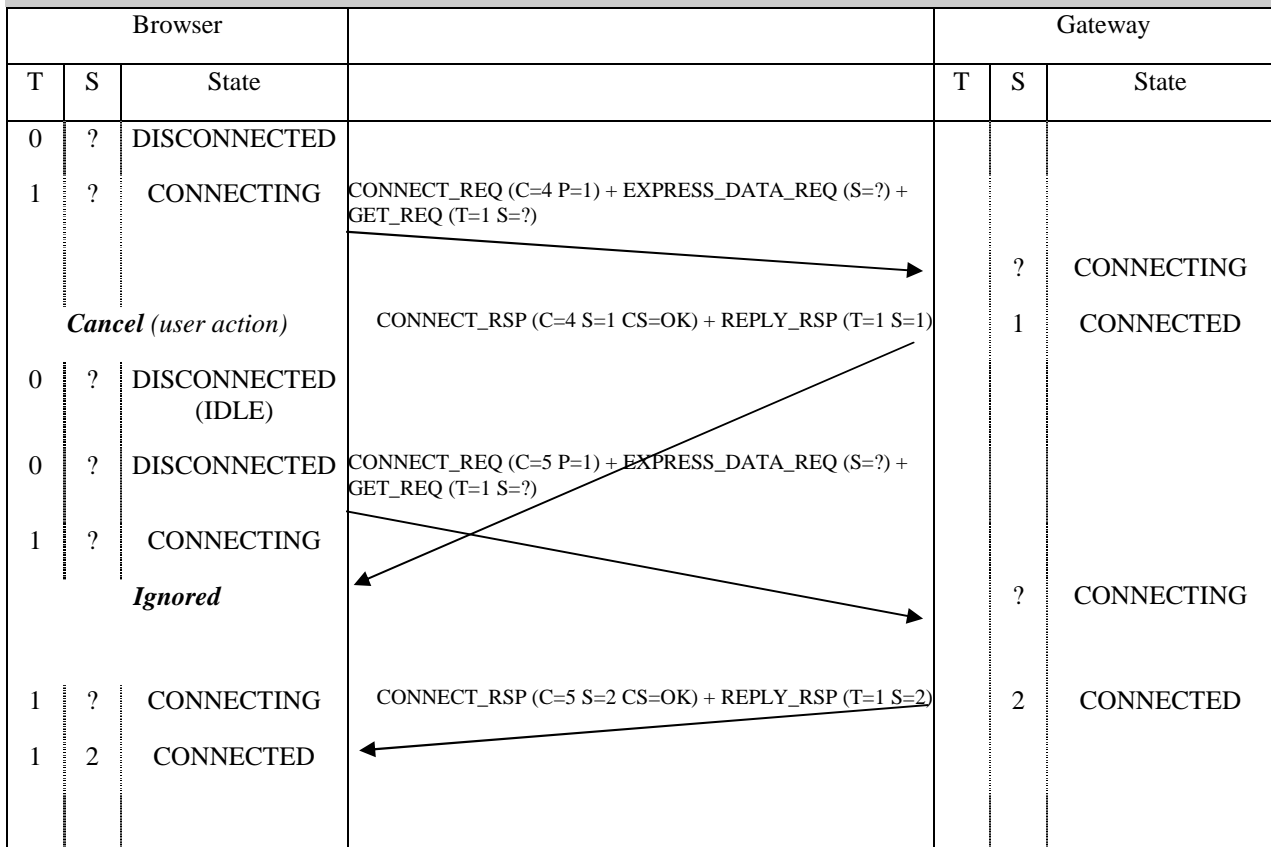 Browser Gateway
T S State T S State
0 ? DISCONNECTED
1 ? CONNECTING CONNECT_REQ (C=4 P=1) + EXPRESS_DATA_REQ (S=?) +
GET_REQ (T=1 S=?)
? CONNECTING
Cancel (user action) CONNECT_RSP (C=4 S=1 CS=OK) + REPLY_RSP (T=1 S=1) 1 CONNECTED
0 ? DISCONNECTED
(IDLE)
0 ? DISCONNECTED CONNECT_REQ (C=5 P=1) + EXPRESS_DATA_REQ (S=?) +
GET_REQ (T=1 S=?)
1 ? CONNECTING
Ignored ? CONNECTING
1 ? CONNECTING CONNECT_RSP (C=5 S=2 CS=OK) + REPLY_RSP (T=1 S=2) 2 CONNECTED
1 2 CONNECTED